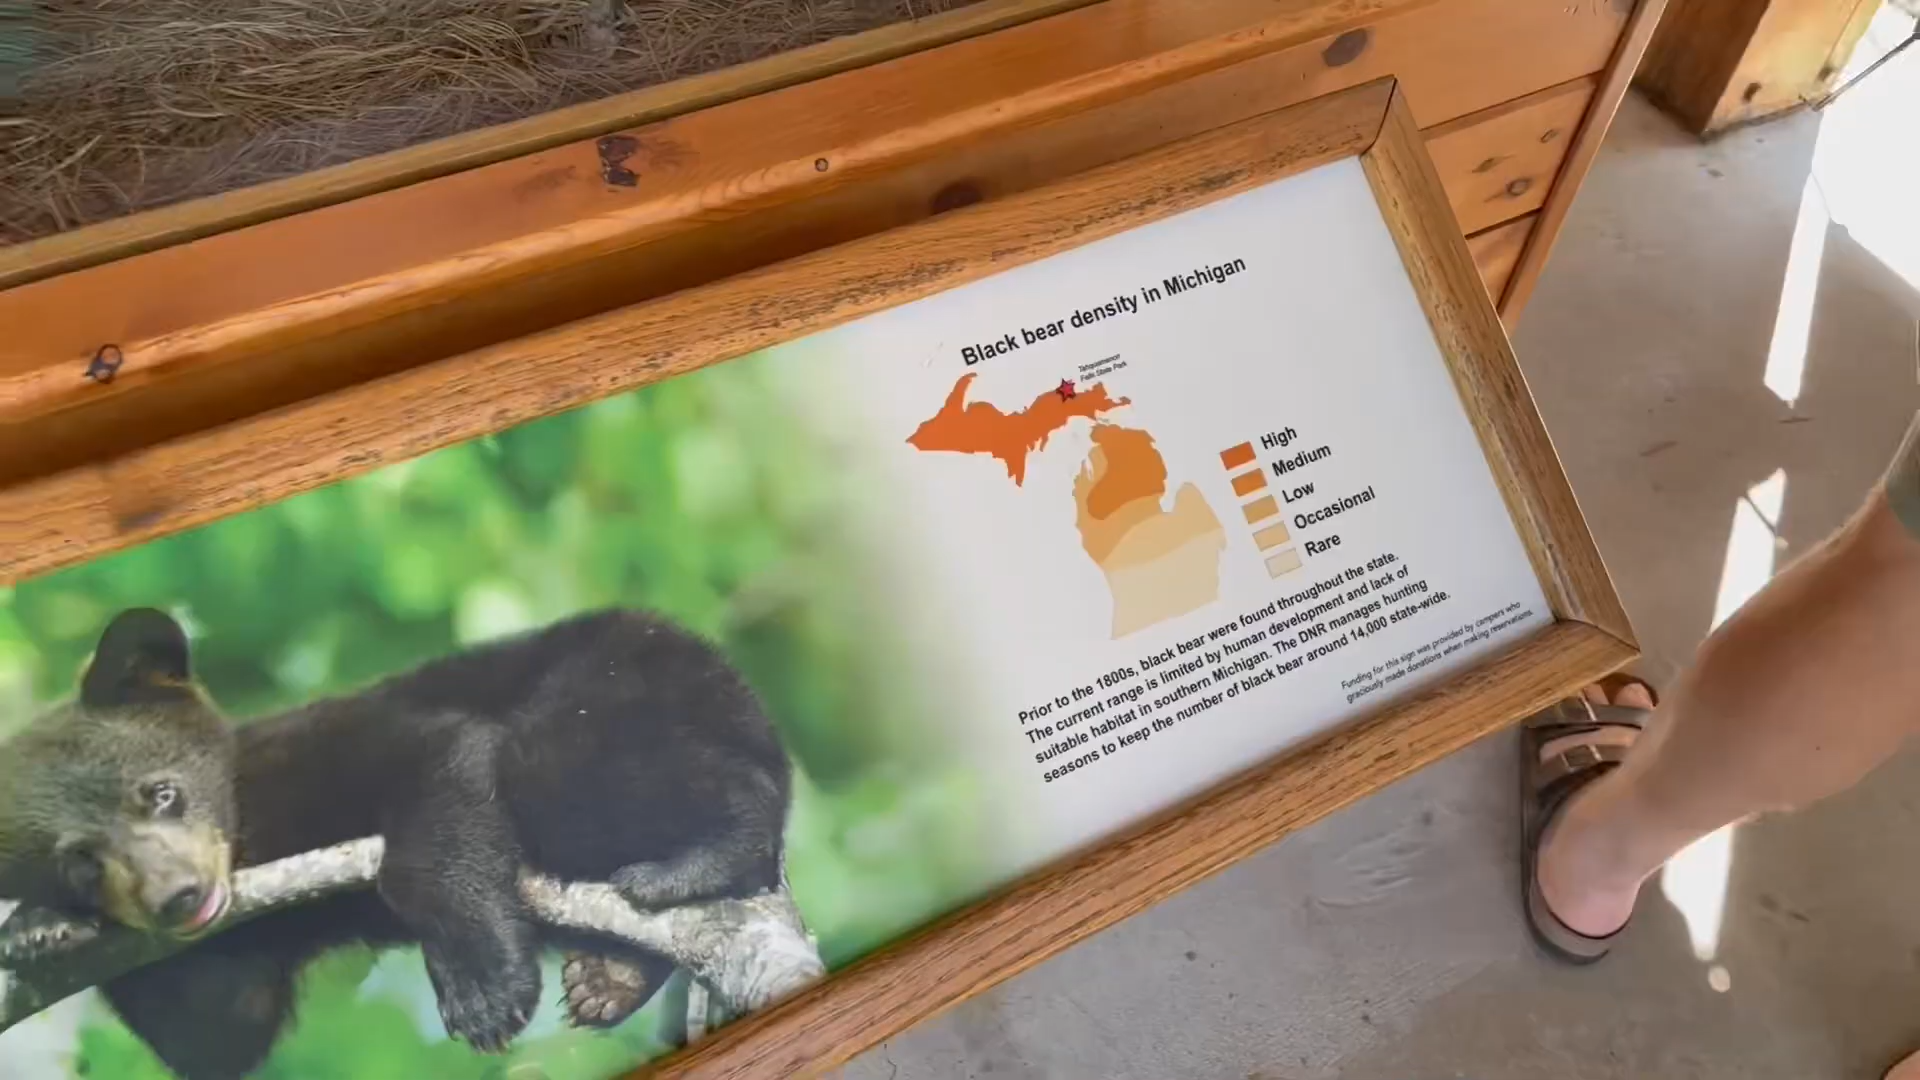 Black bear density in Michigan
Tahquamenon
Falls State Park
High
Medium
Low
Occasional
Rare
Prior to the 1800s, black bear were found throughout the state.
The current range is limited by human development and lack of
suitable habitat in southern Michigan. The DNR manages hunting
seasons to keep the number of black bear around 14,000 state-wide.
Funding for this sign was provided by campers who
graciously made donations when making reservations.